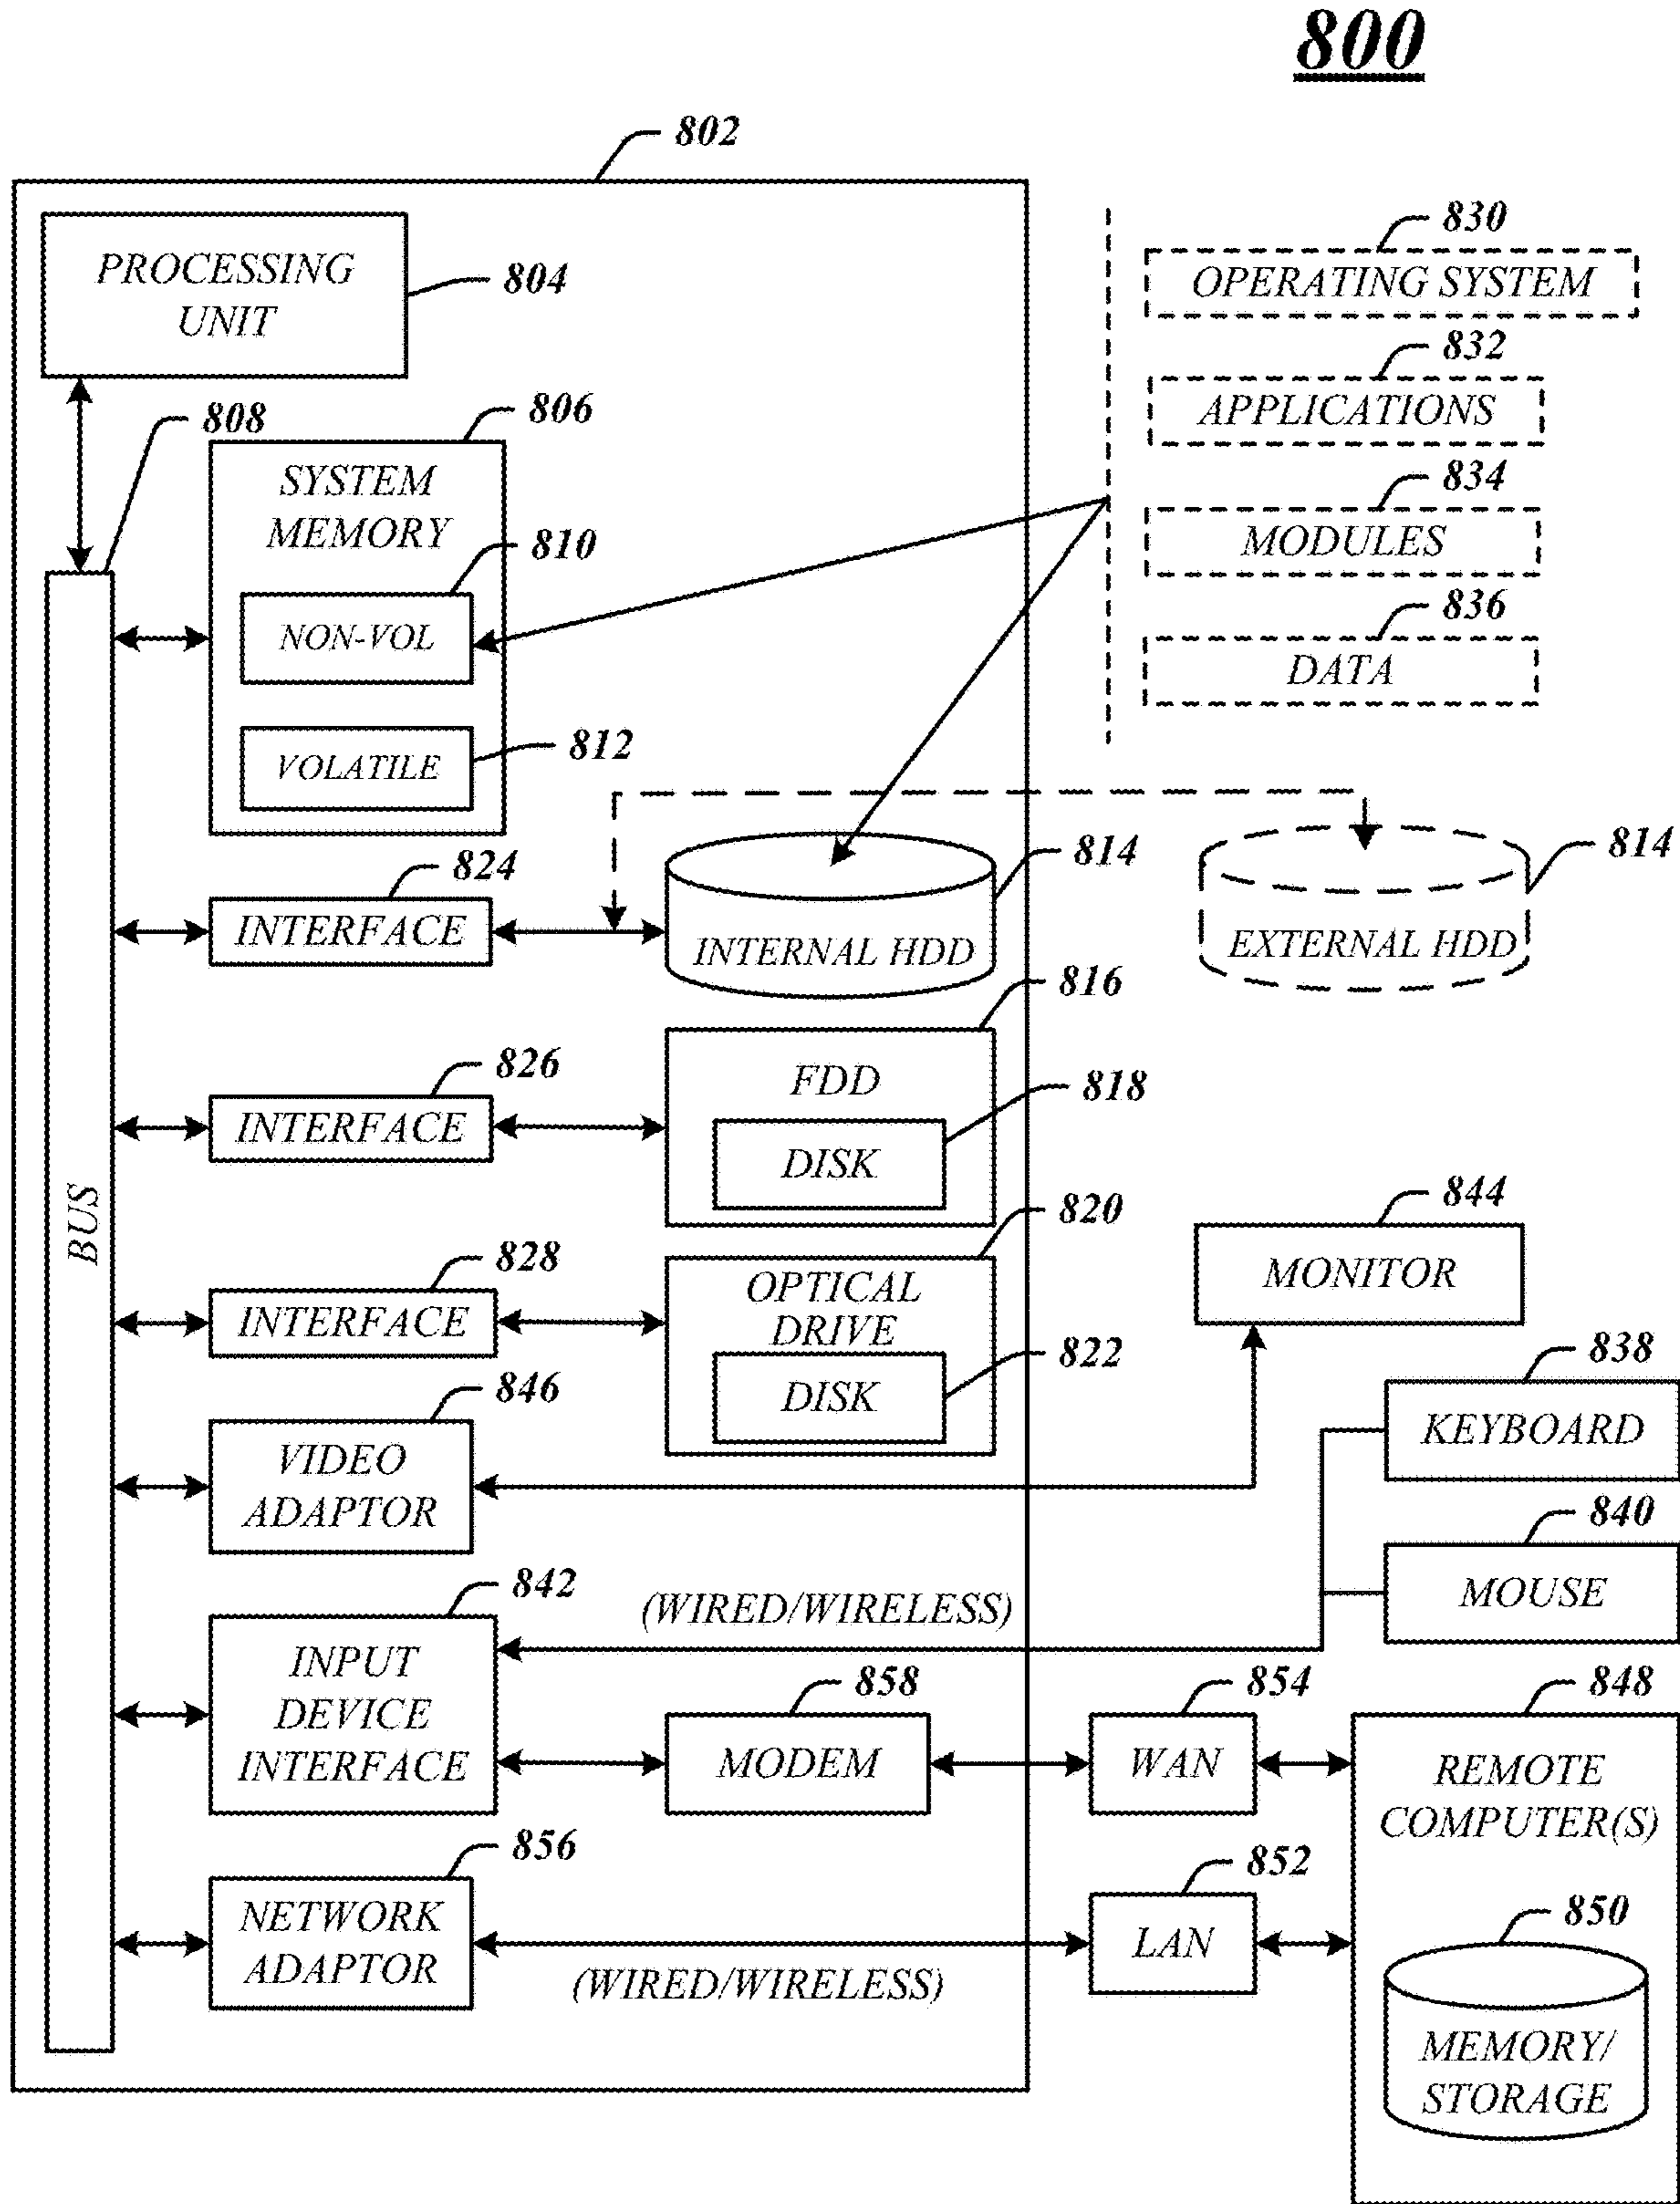 800
802
PROCESSING
UNIT
804
830
OPERATING SYSTEM
832
APPLICATIONS
834
MODULES
836
DATA
808
806
SYSTEM
MEMORY
810
NON-VOL
812
VOLATILE
824
INTERFACE
814
INTERNAL HDD
814
EXTERNAL HDD
816
826
INTERFACE
FDD
818
DISK
BUS
820
828
INTERFACE
OPTICAL
DRIVE
822
DISK
844
MONITOR
838
KEYBOARD
846
VIDEO
ADAPTOR
840
MOUSE
842
(WIRED/WIRELESS)
INPUT
DEVICE
INTERFACE
858
MODEM
854
WAN
848
REMOTE
COMPUTER(S)
856
NETWORK
ADAPTOR
(WIRED/WIRELESS)
852
LAN
850
MEMORY/
STORAGE